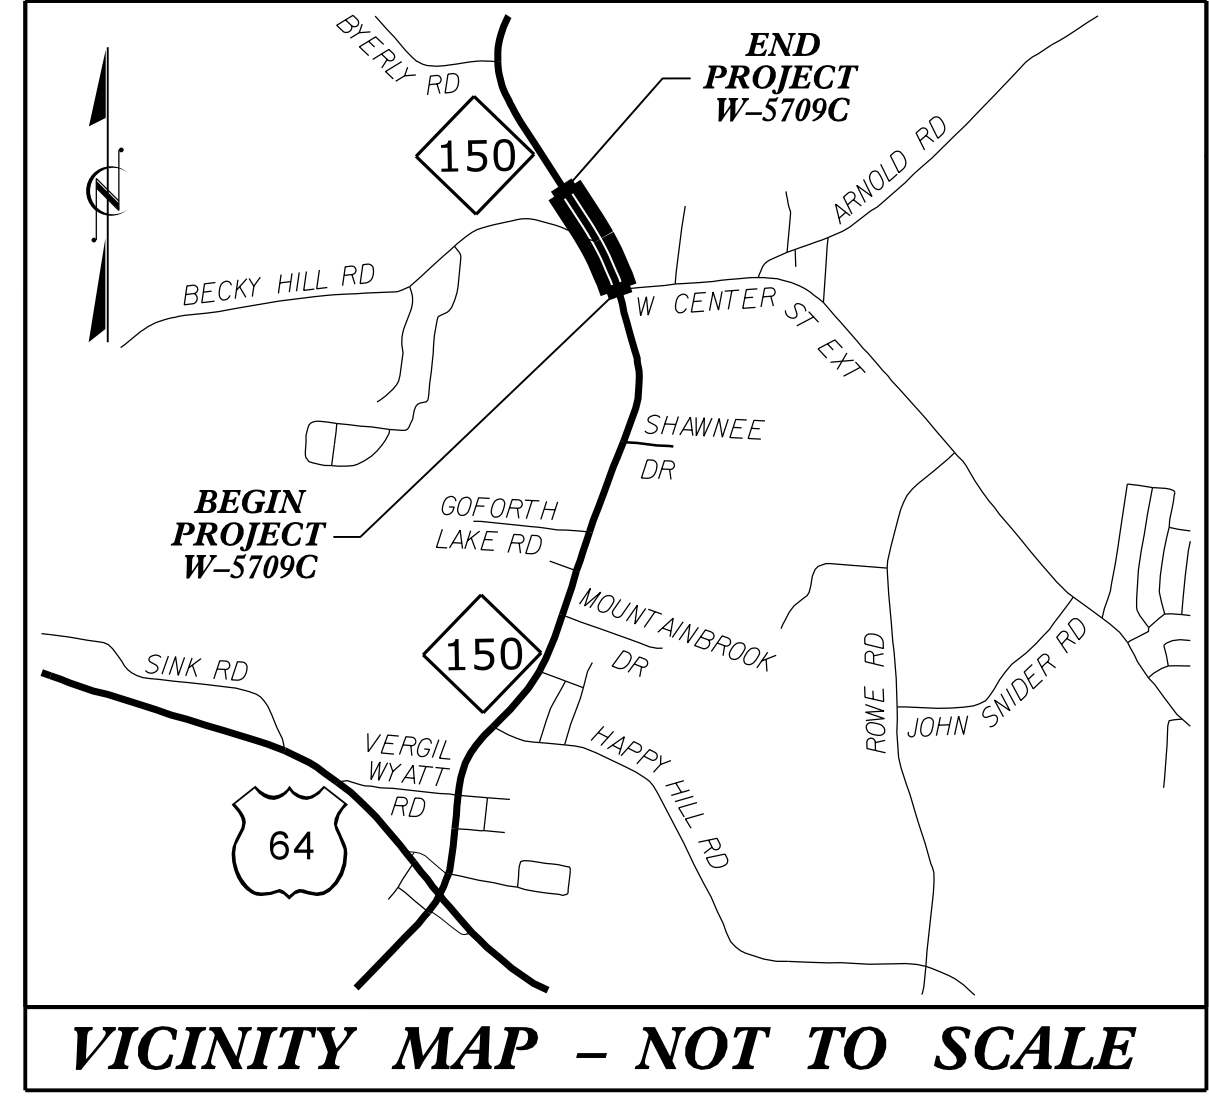 BYERLY RD
END
PROJECT
W–5709C
150
ARNOLD RD
BECKY HILL RD
W CENTER
ST EXT
SHAWNEE
DR
BEGIN
PROJECT
W–5709C
GOFORTH
LAKE RD
MOUNTAINBROOK
DR
150
SINK RD
ROWE RD
JOHN
SNIDER RD
VERGIL
WYATT
RD
HAPPY HILL RD
64
N
VICINITY MAP – NOT TO SCALE